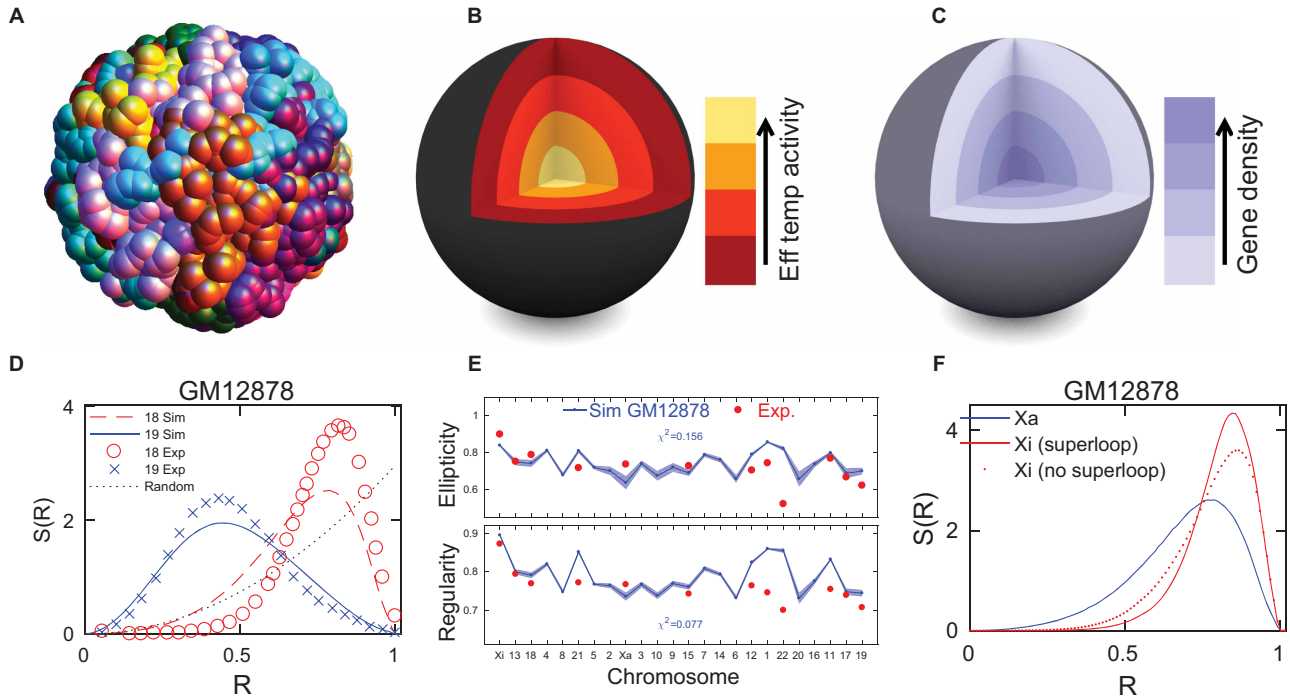 A
B
C
Eff temp activity
Gene density
D
GM12878
18 Sim
19 Sim
18 Exp
19 Exp
Random
4
2
0
S(R)
0
0.5
1
R
E
Sim GM12878
Exp.
χ²=0.156
1
0.8
0.6
Ellipticity
0.9
0.8
0.7
Regularity
χ²=0.077
Xi 13 18 4 8 21 5 2 Xa 3 10 9 15 7 14 6 12 1 22 20 16 11 17 19
Chromosome
F
GM12878
Xa
Xi (superloop)
Xi (no superloop)
4
2
0
S(R)
0
0.5
1
R